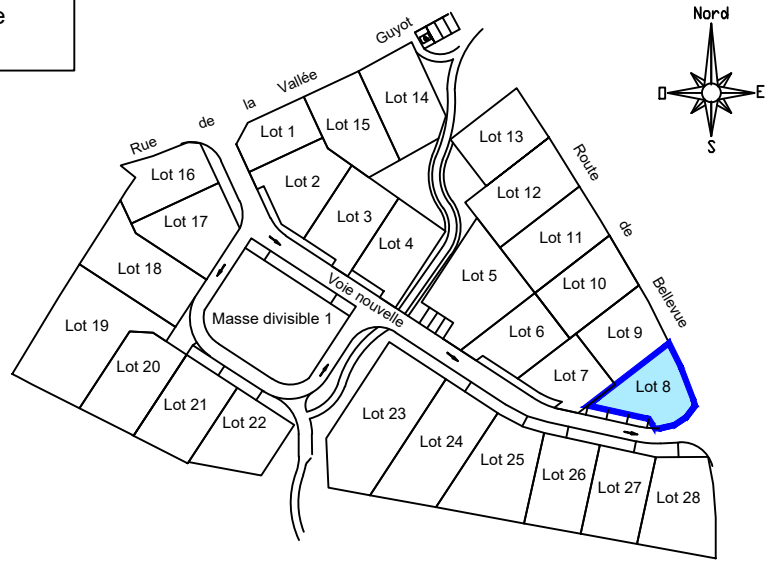 e
Nord
E
S
Rue de la Vallée Guyot
Lot 1
Lot 15
Lot 14
Lot 13
Lot 16
Lot 2
Lot 12
Route de Bellevue
Lot 17
Lot 3
Lot 4
Lot 11
Lot 18
Lot 5
Lot 10
Voie nouvelle
Lot 19
Masse divisible 1
Lot 6
Lot 9
Lot 20
Lot 7
Lot 8
Lot 21
Lot 22
Lot 23
Lot 24
Lot 25
Lot 26
Lot 27
Lot 28